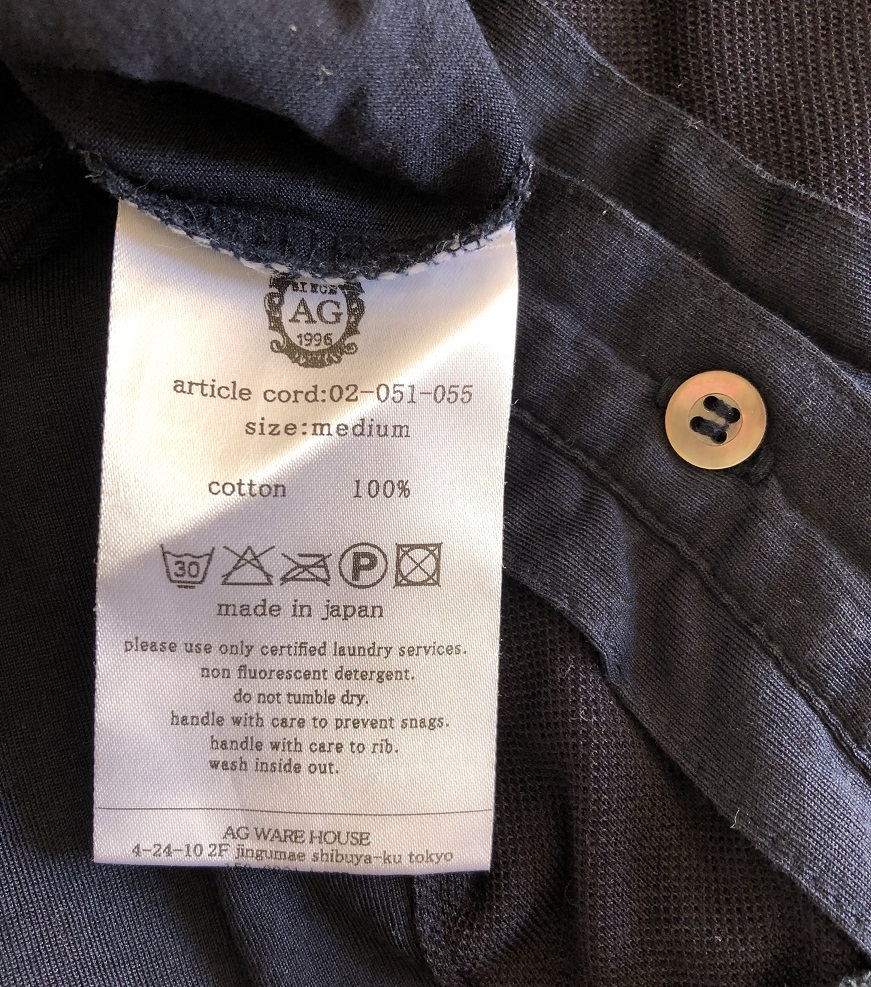 SINCE
AG
1996
article cord:02-051-055
size:medium
cotton 100%
30 P
made in japan
please use only certified laundry services.
non fluorescent detergent.
do not tumble dry.
handle with care to prevent snags.
handle with care to rib.
wash inside out.
AG WARE HOUSE
4-24-10 2F jingumae shibuya-ku tokyo